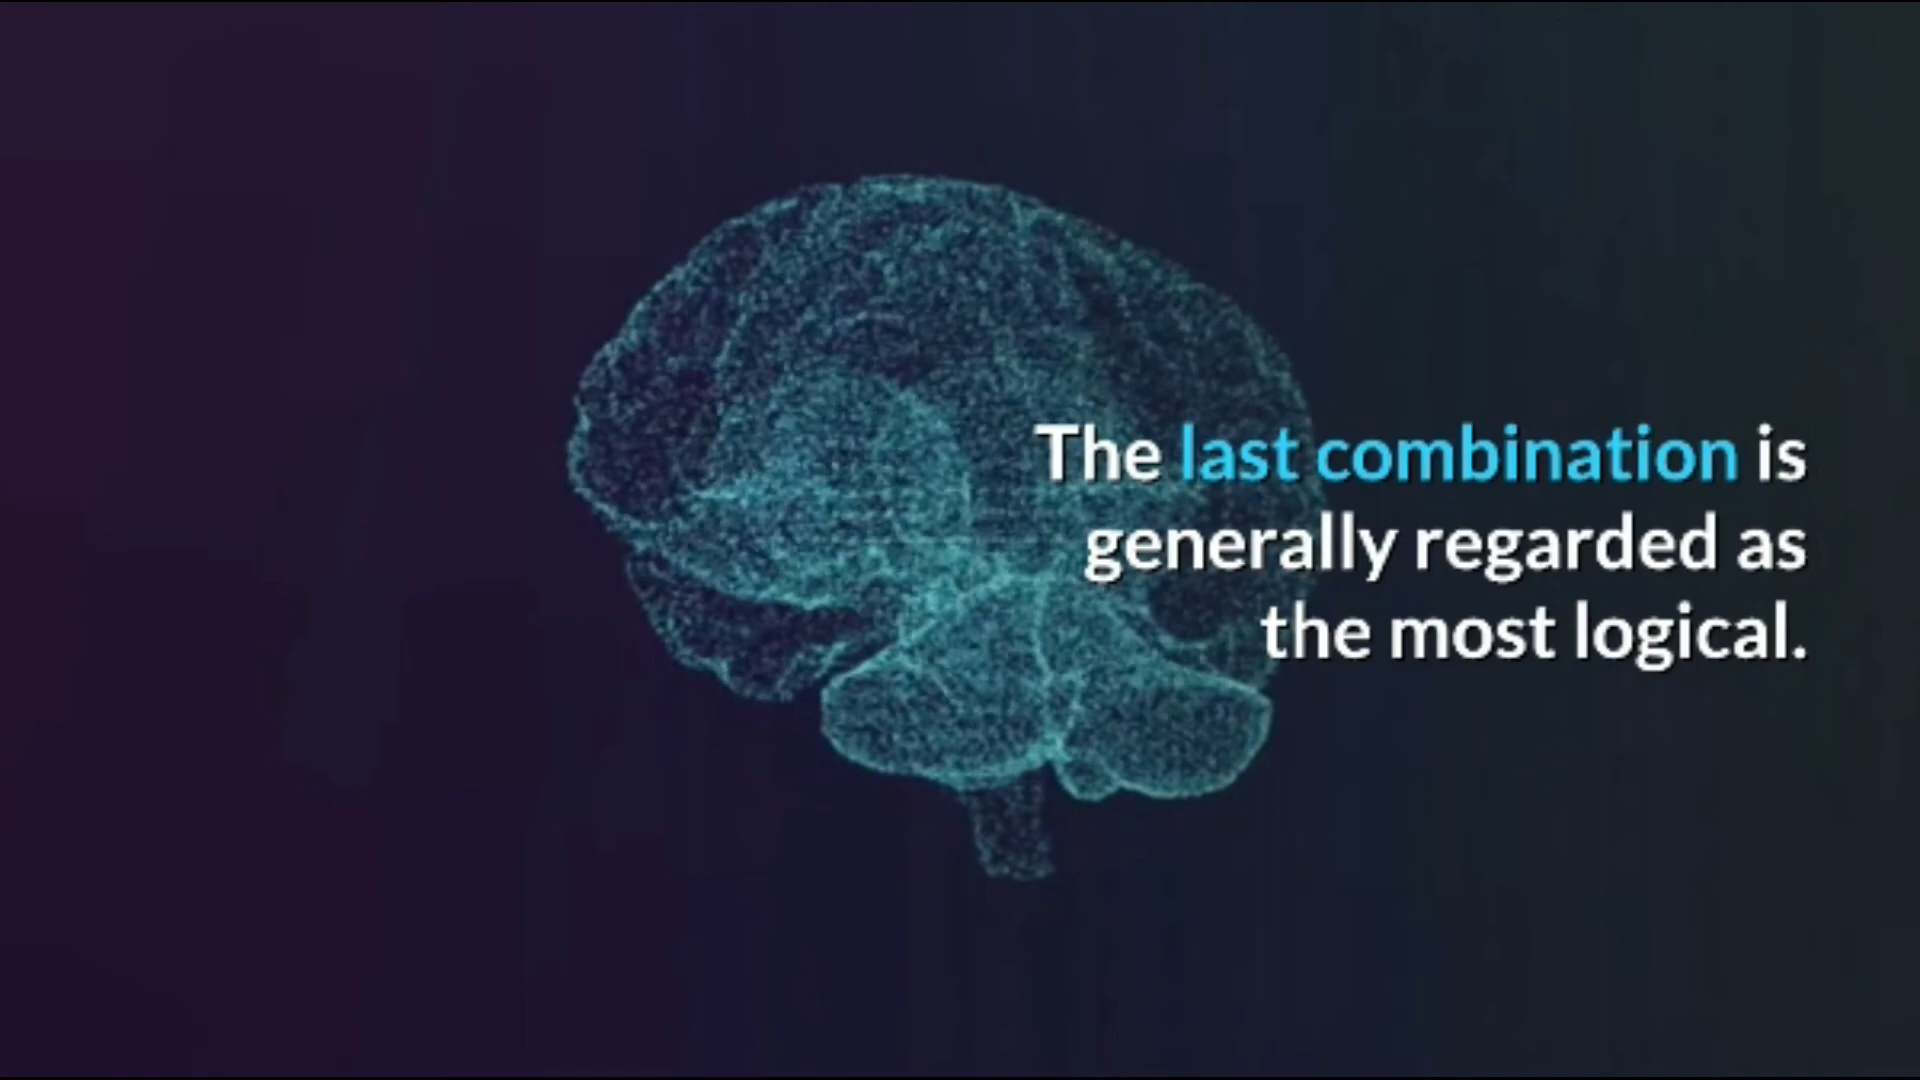 The last combination is
generally regarded as
the most logical.